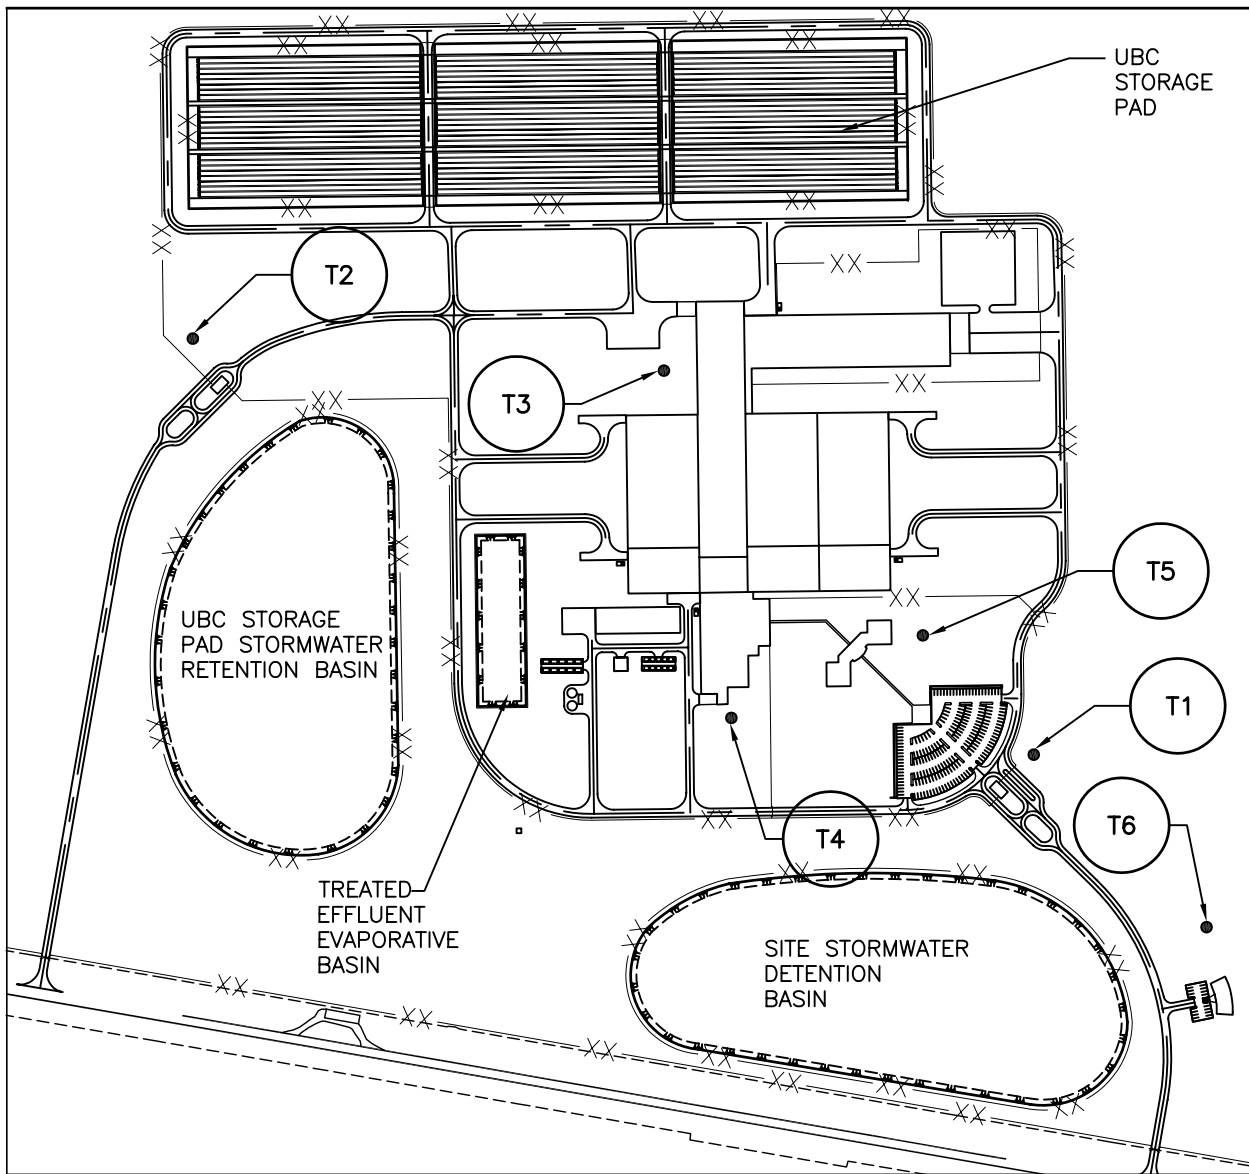 UBC
STORAGE
PAD
T2
T3
T5
UBC STORAGE
PAD STORMWATER
RETENTION BASIN
T1
T4
T6
TREATED
EFFLUENT
EVAPORATIVE
BASIN
SITE STORMWATER
DETENTION
BASIN